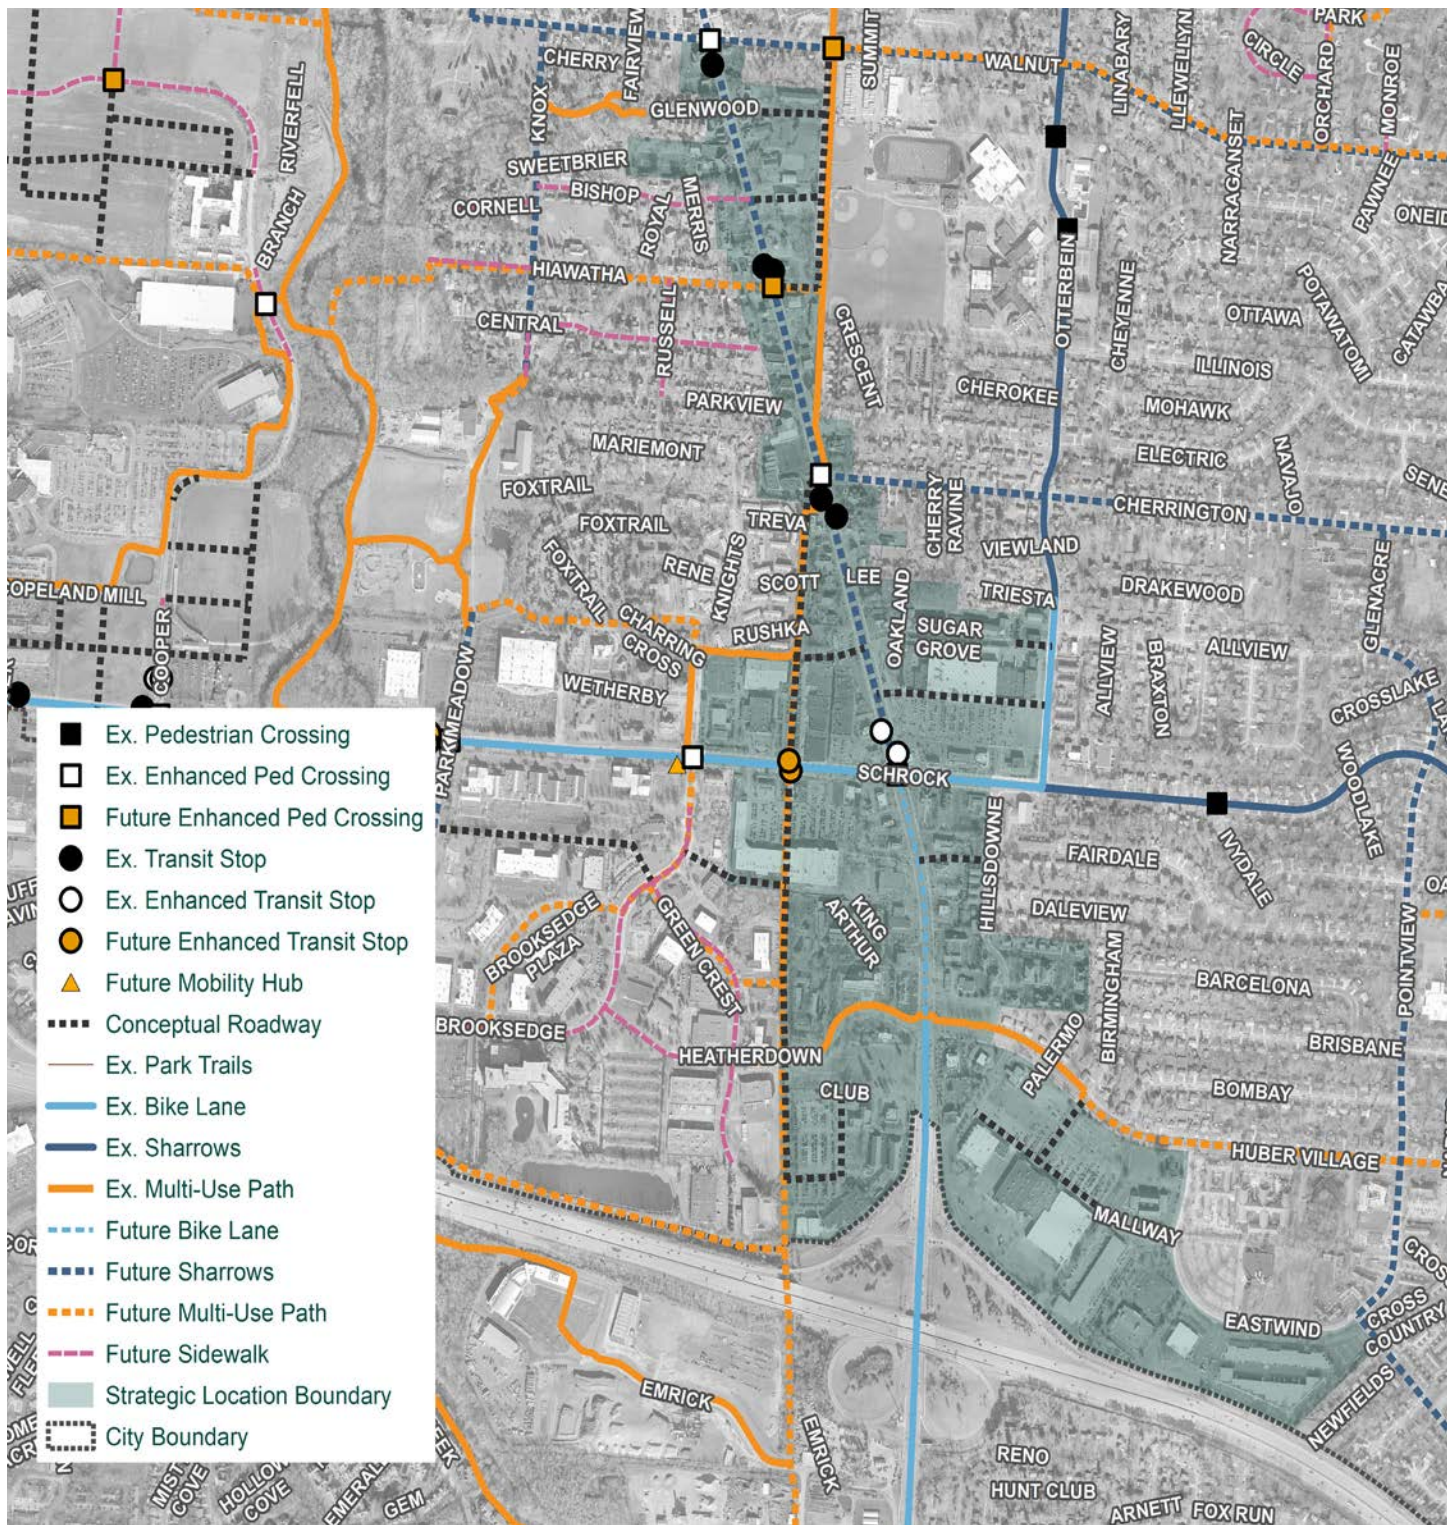 PARK
CHERRY
FAIRVIEW
SUMMIT
WALNUT
LINABARY
LLEWELLYN
CIRCLE
ORCHARD
MONROE
KNOX
GLENWOOD
RIVERFELL
SWEETBRIER
NARRAGANSET
PAWNEE
BISHOP
MERRIS
CORNELL
ROYAL
ONEIL
BRANCH
HIAWATHA
OTTERBEIN
CHEYENNE
POTAWATOMI
CATAWBA
CENTRAL
RUSSELL
CRESCENT
OTTAWA
ILLINOIS
PARKVIEW
CHEROKEE
MOHAWK
MARIEMONT
ELECTRIC
NAVAJO
SENE
FOXTRAIL
CHERRY
RAVINE
CHERRINGTON
FOXTRAIL
TREVA
VIEWLAND
RENE
KNIGHTS
FOXTRAIL
SCOTT
LEE
OAKLAND
TRIESTA
DRAKEWOOD
GLENACRE
COPELAND MILL
COOPER
CHARRING
CROSS
RUSHKA
SUGAR
GROVE
ALLVIEW
BRAXTON
ALLVIEW
PARKMEADOW
WETHERBY
CROSSLAKE
LA
SCHROCK
WOODLAKE
Ex. Pedestrian Crossing
Ex. Enhanced Ped Crossing
Future Enhanced Ped Crossing
Ex. Transit Stop
Ex. Enhanced Transit Stop
Future Enhanced Transit Stop
Future Mobility Hub
Conceptual Roadway
Ex. Park Trails
Ex. Bike Lane
Ex. Sharrows
Ex. Multi-Use Path
Future Bike Lane
Future Sharrows
Future Multi-Use Path
Future Sidewalk
Strategic Location Boundary
City Boundary
HILLSDOWNE
FAIRDALE
IVYDALE
BROOKSEDGE
PLAZA
GREEN CREST
KING
ARTHUR
DALEVIEW
BIRMINGHAM
BARCELONA
POINTVIEW
BROOKSEDGE
HEATHERDOWN
PALERMO
BRISBANE
CLUB
BOMBAY
HUBER VILLAGE
MALLWAY
EASTWIND
CROSS
COUNTRY
NEWFIELDS
EMRICK
EMRICK
RENO
HUNT CLUB
ARNETT
FOX RUN
COVE
HOLLOW
COVE
EMERAL
GEM
EEK